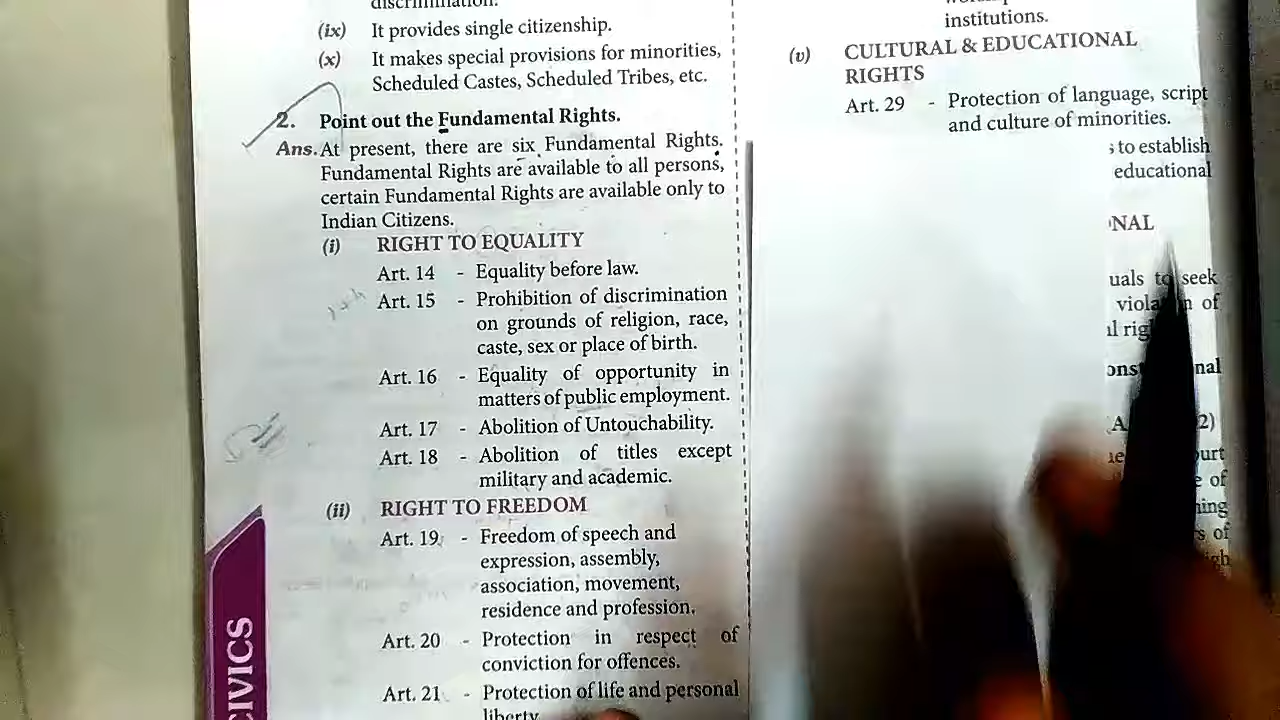 discrimination.
(ix) It provides single citizenship.
(x) It makes special provisions for minorities,
Scheduled Castes, Scheduled Tribes, etc.
2. Point out the Fundamental Rights.
Ans. At present, there are six Fundamental Rights.
Fundamental Rights are available to all persons,
certain Fundamental Rights are available only to
Indian Citizens.
(i) RIGHT TO EQUALITY
Art. 14 - Equality before law.
Art. 15 - Prohibition of discrimination
on grounds of religion, race,
caste, sex or place of birth.
Art. 16 - Equality of opportunity in
matters of public employment.
Art. 17 - Abolition of Untouchability.
Art. 18 - Abolition of titles except
military and academic.
(ii) RIGHT TO FREEDOM
Art. 19 - Freedom of speech and
expression, assembly,
association, movement,
residence and profession.
Art. 20 - Protection in respect of
conviction for offences.
Art. 21 - Protection of life and personal
liberty
CIVICS
institutions.
(v) CULTURAL & EDUCATIONAL
RIGHTS
Art. 29 - Protection of language, script
and culture of minorities.
to establish
educational
NAL
to seek
of
of
of